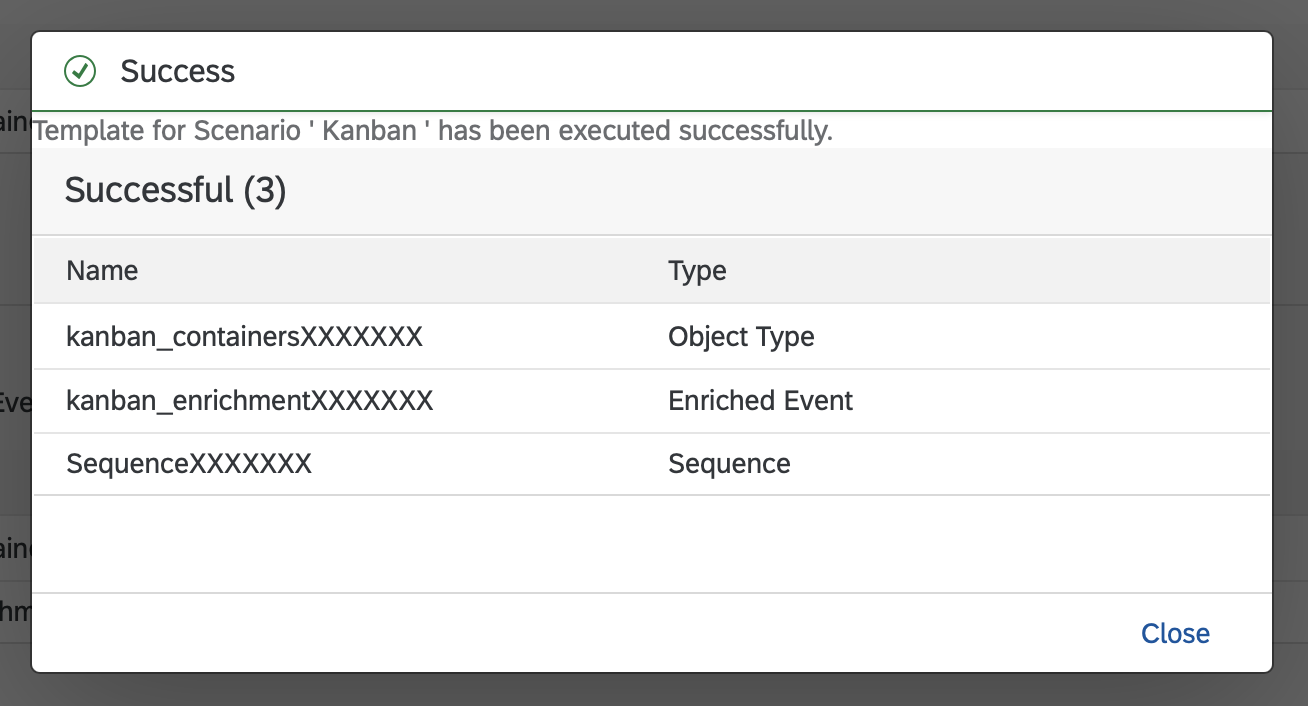 Success
Template for Scenario ' Kanban ' has been executed successfully.
Successful (3)
Name Type
kanban_containersXXXXXXX Object Type
kanban_enrichmentXXXXXXX Enriched Event
SequenceXXXXXXX Sequence
Close